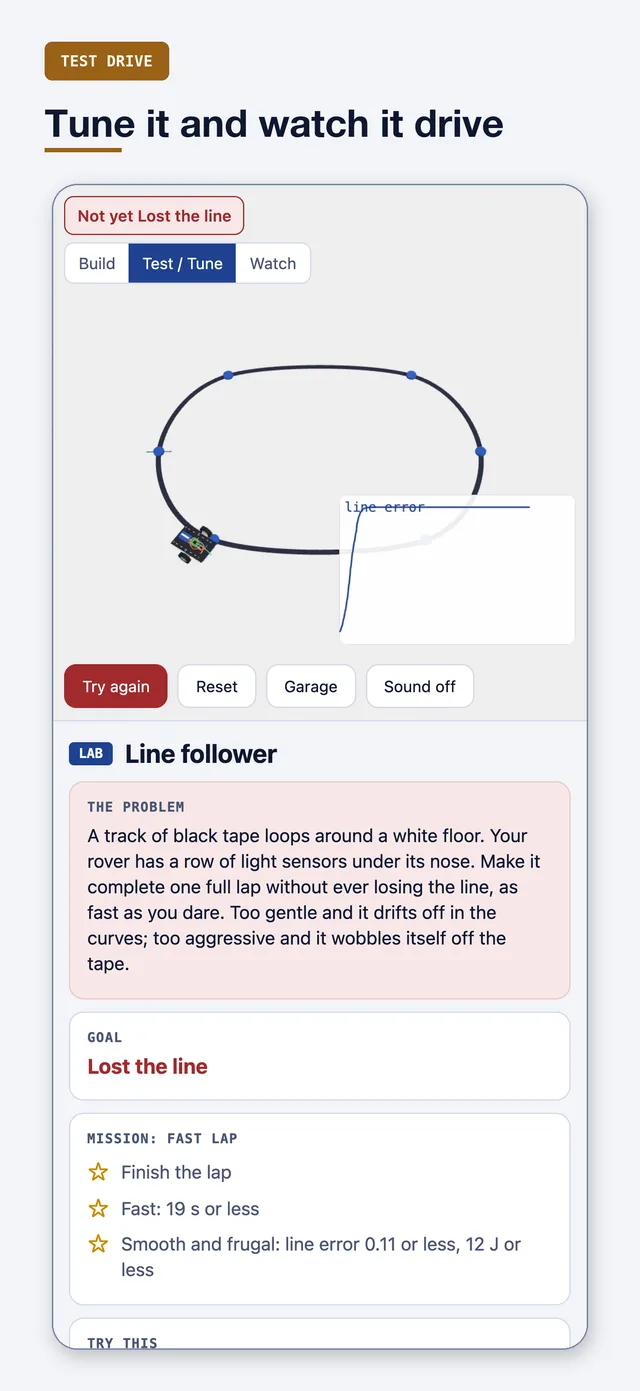 TEST DRIVE
Tune it and watch it drive
Not yet Lost the line
Build Test / Tune Watch
line error
Try again Reset Garage Sound off
LAB Line follower
THE PROBLEM
A track of black tape loops around a white floor. Your
rover has a row of light sensors under its nose. Make it
complete one full lap without ever losing the line, as
fast as you dare. Too gentle and it drifts off in the
curves; too aggressive and it wobbles itself off the
tape.
GOAL
Lost the line
MISSION: FAST LAP
Finish the lap
Fast: 19 s or less
Smooth and frugal: line error 0.11 or less, 12 J or
less
TRY THIS